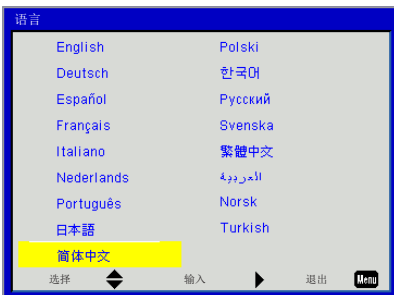 语言
English
Deutsch
Español
Français
Italiano
Nederlands
Português
日本語
简体中文
Polski
한국어
Русский
Svenska
繁體中文
العربية
Norsk
Turkish
选择 输入 退出 Menu